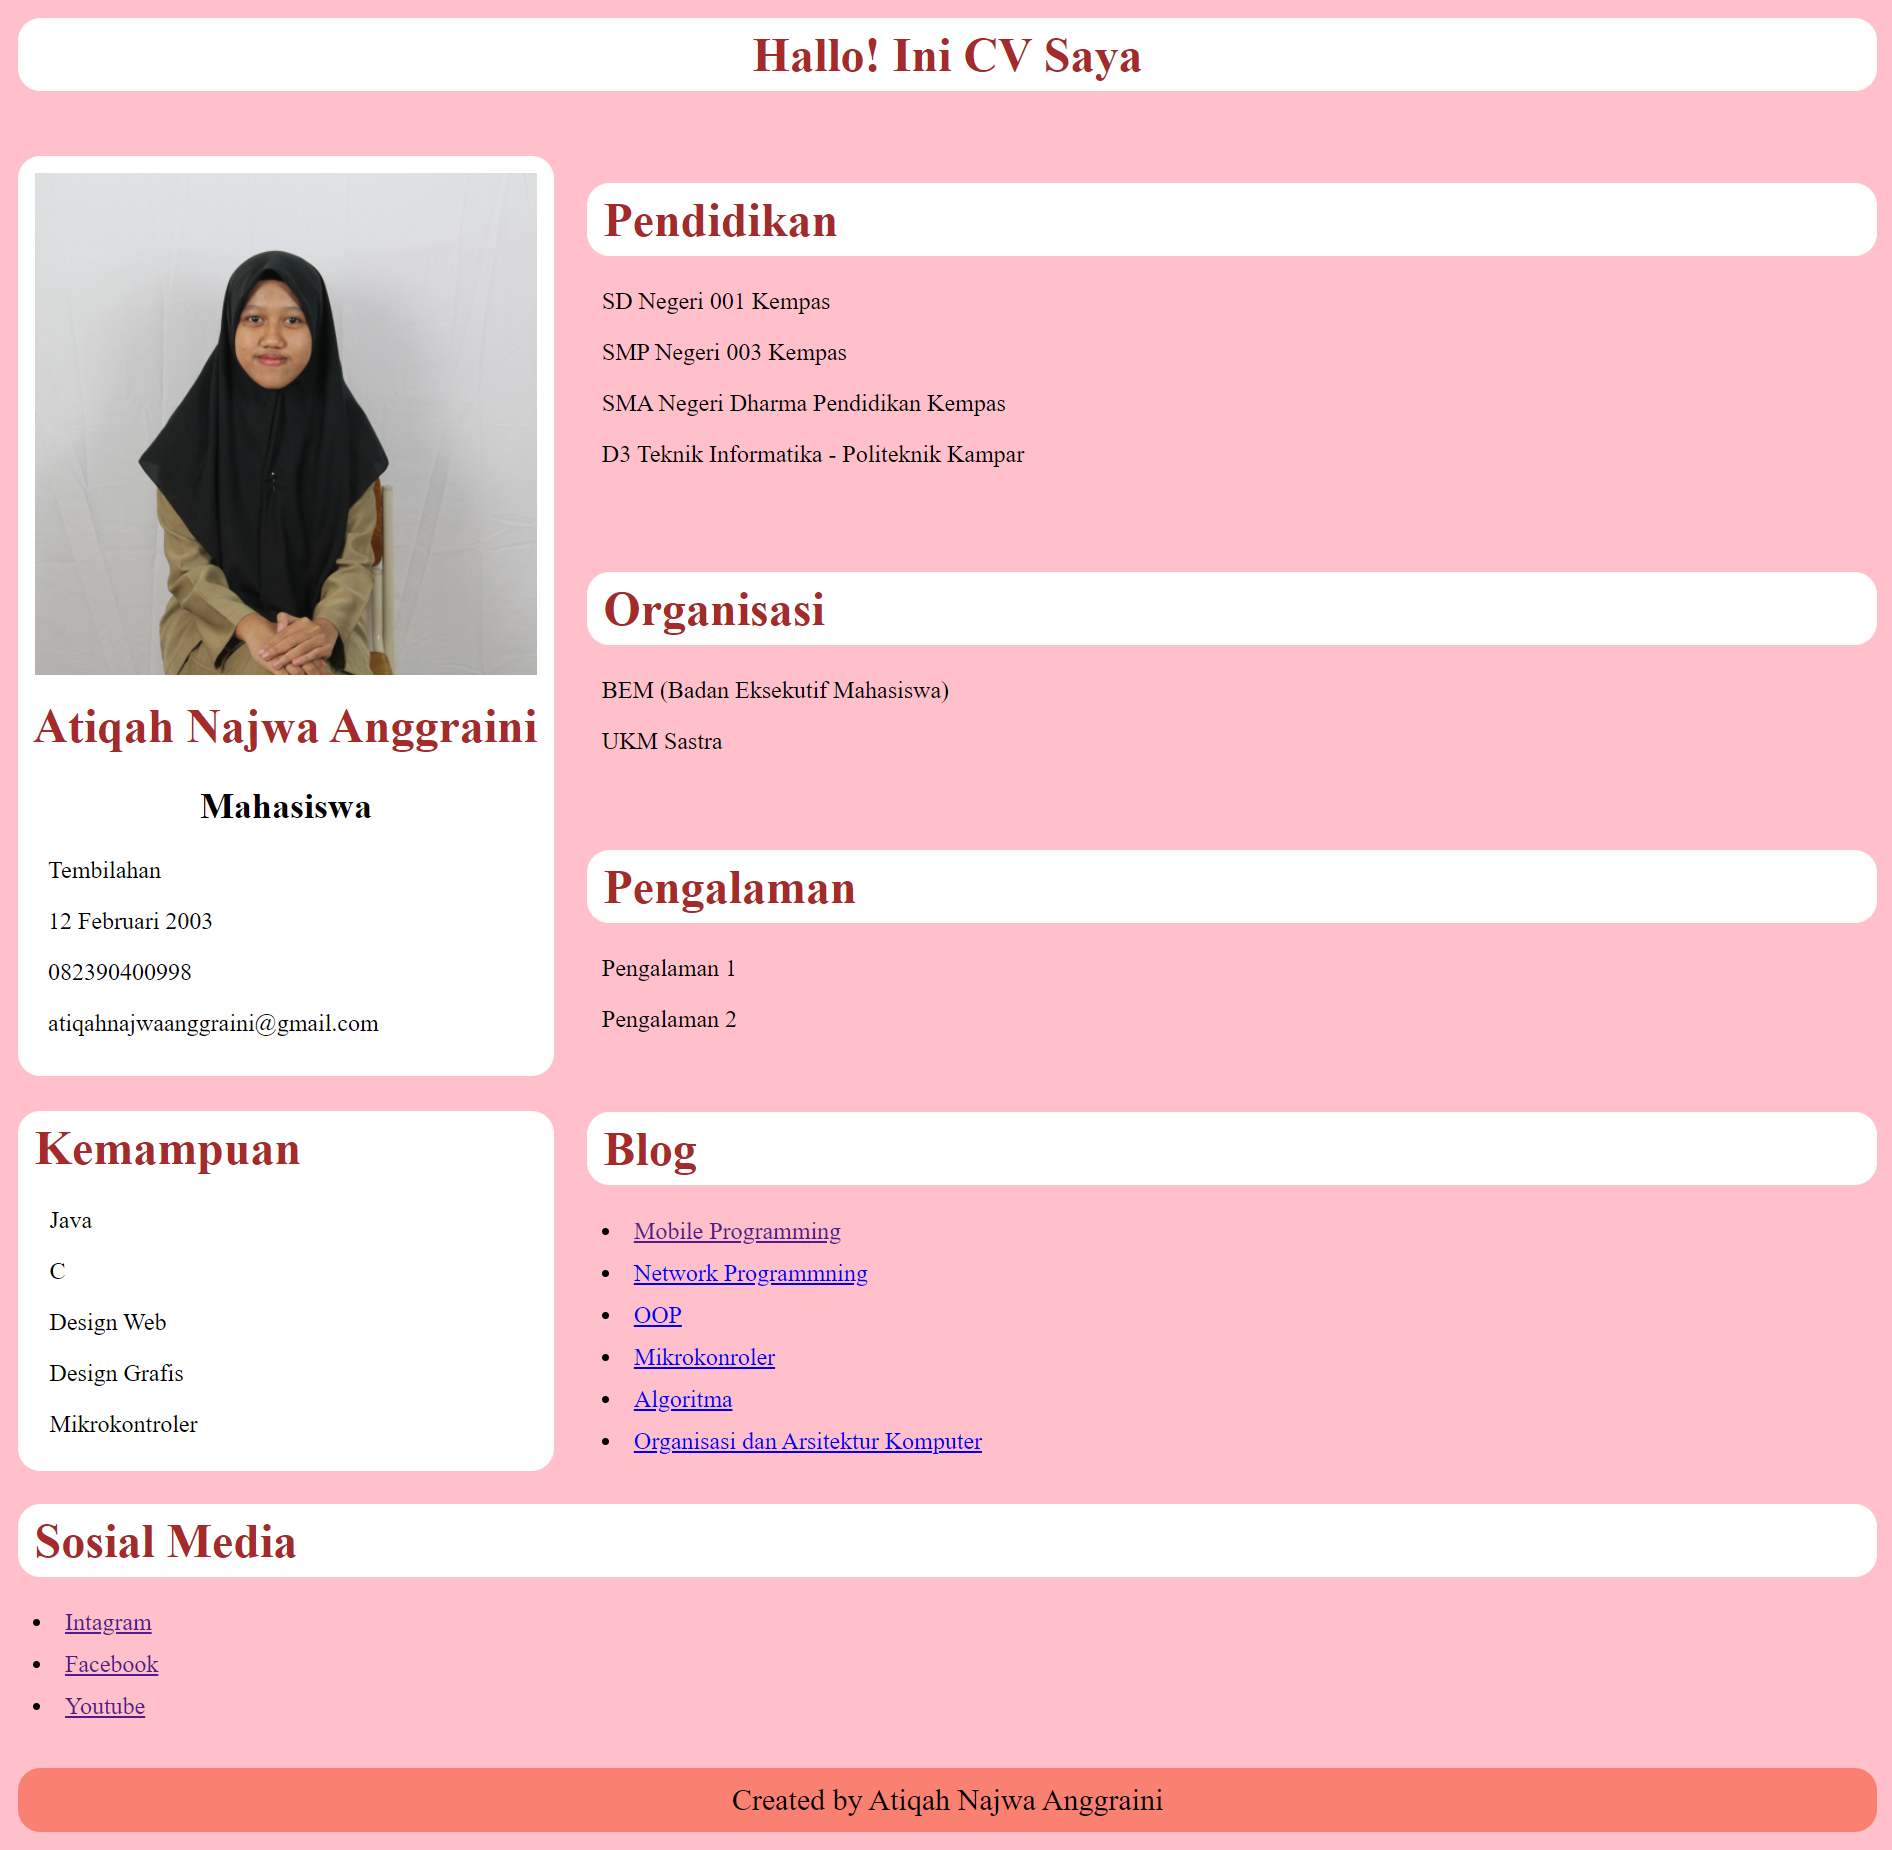 Hallo! Ini CV Saya
Atiqah Najwa Anggraini
Mahasiswa
Tembilahan
12 Februari 2003
082390400998
atiqahnajwaanggraini@gmail.com
Kemampuan
Java
C
Design Web
Design Grafis
Mikrokontroler
Pendidikan
SD Negeri 001 Kempas
SMP Negeri 003 Kempas
SMA Negeri Dharma Pendidikan Kempas
D3 Teknik Informatika - Politeknik Kampar
Organisasi
BEM (Badan Eksekutif Mahasiswa)
UKM Sastra
Pengalaman
Pengalaman 1
Pengalaman 2
Blog
Mobile Programming
Network Programmning
OOP
Mikrokonroler
Algoritma
Organisasi dan Arsitektur Komputer
Sosial Media
Intagram
Facebook
Youtube
Created by Atiqah Najwa Anggraini